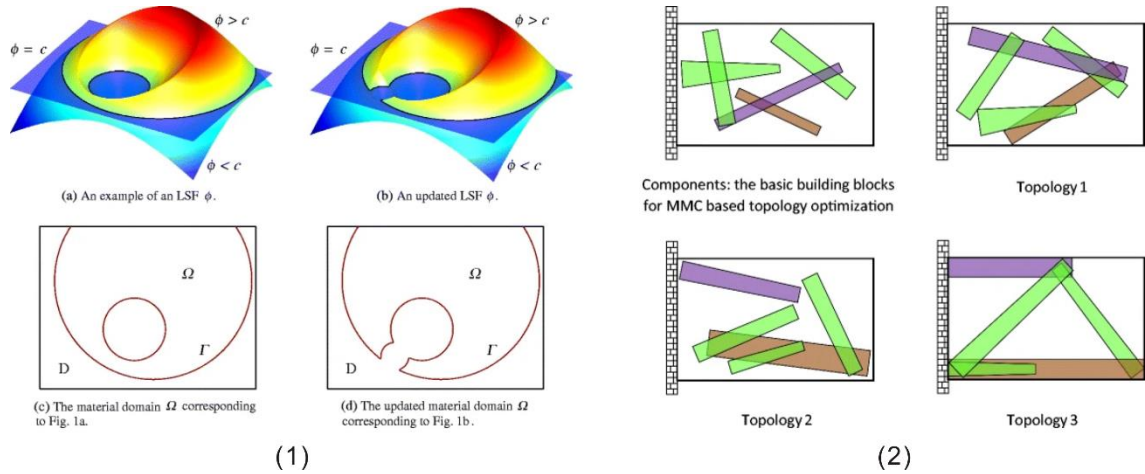 ϕ > c
ϕ = c
ϕ < c
(a) An example of an LSF ϕ.
ϕ > c
ϕ = c
ϕ < c
(b) An updated LSF ϕ.
Ω
Γ
D
(c) The material domain Ω corresponding
to Fig. 1a.
Ω
Γ
D
(d) The updated material domain Ω
corresponding to Fig. 1b.
(1)
Components: the basic building blocks
for MMC based topology optimization
Topology 1
Topology 2
Topology 3
(2)